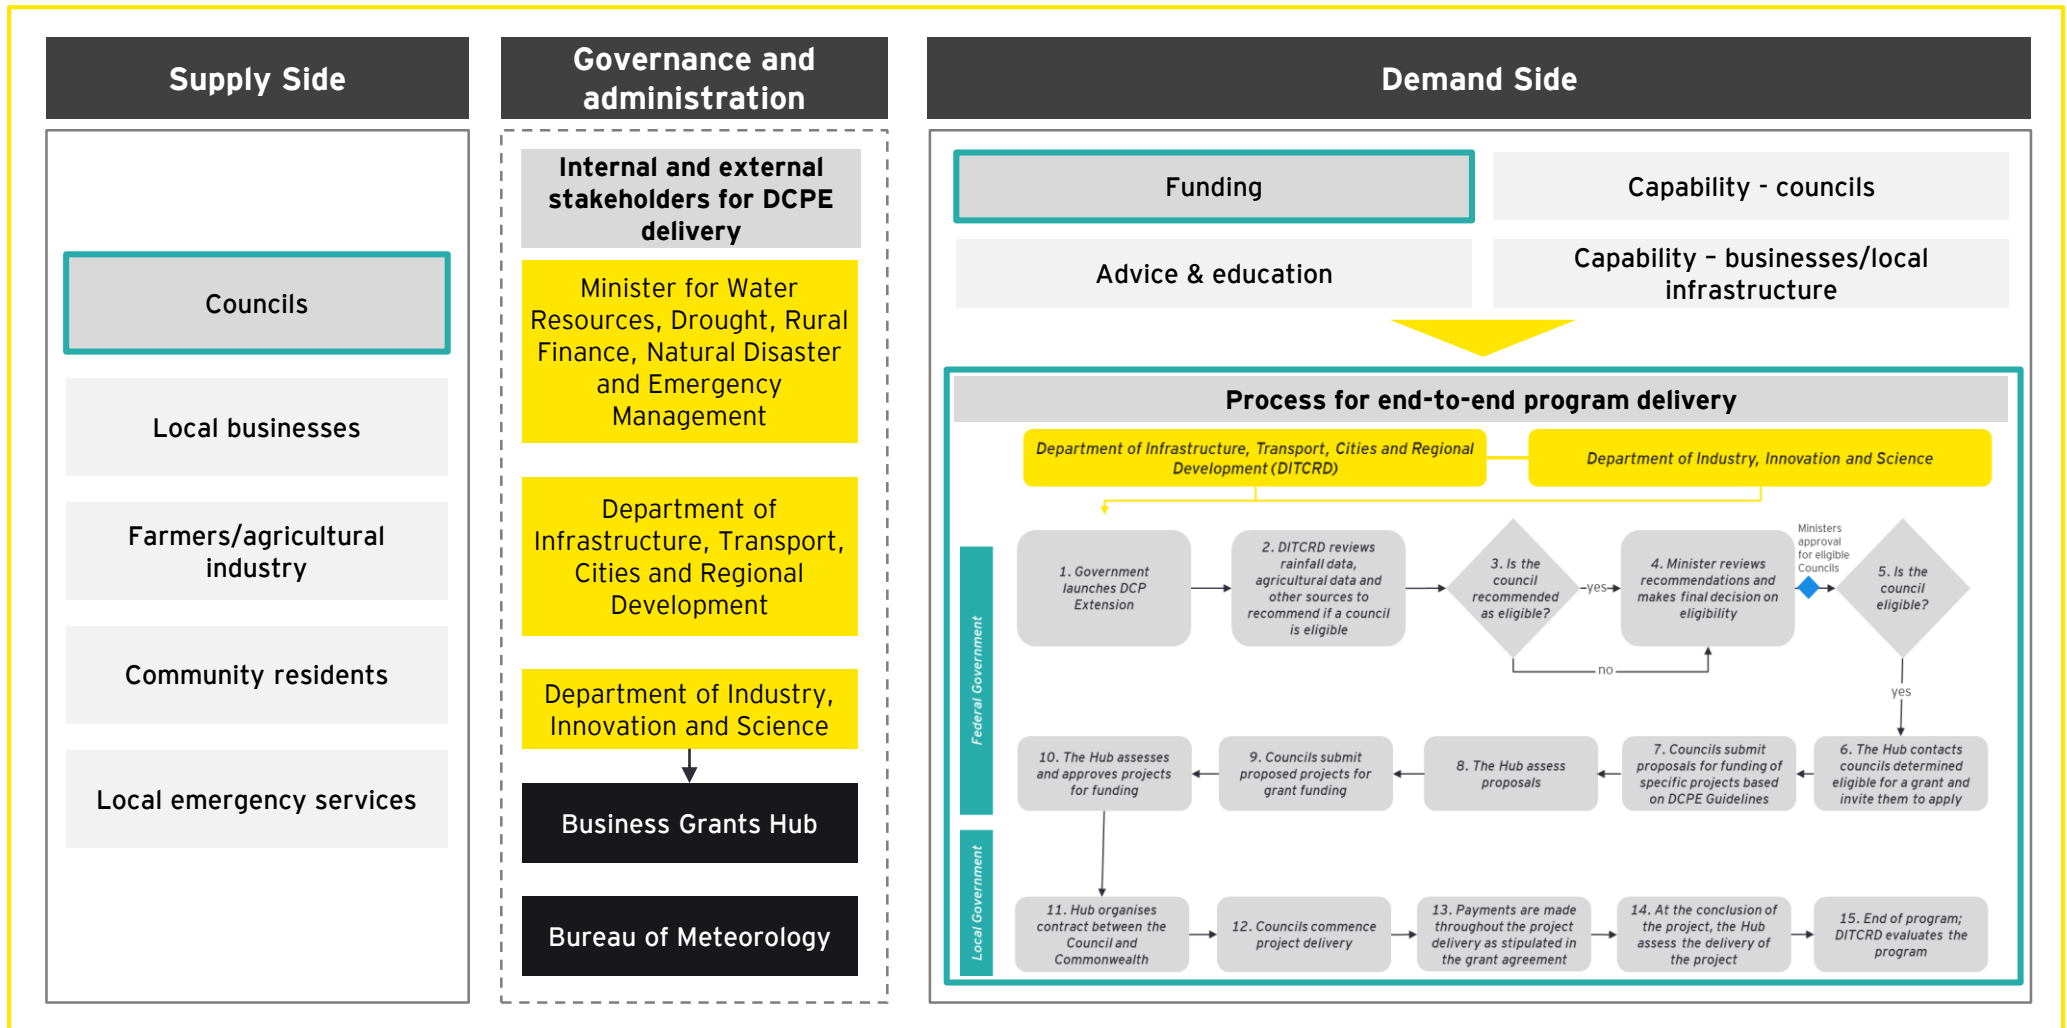 Supply Side
Councils
Local businesses
Farmers/agricultural
industry
Community residents
Local emergency services
Governance and
administration
Internal and external
stakeholders for DCPE
delivery
Minister for Water
Resources, Drought, Rural
Finance, Natural Disaster
and Emergency
Management
Department of
Infrastructure, Transport,
Cities and Regional
Development
Department of Industry,
Innovation and Science
Business Grants Hub
Bureau of Meteorology
Demand Side
Funding
Capability - councils
Advice & education
Capability – businesses/local
infrastructure
Process for end-to-end program delivery
Department of Infrastructure, Transport, Cities and Regional
Development (DITCRD)
Department of Industry, Innovation and Science
Federal Government
1. Government
launches DCP
Extension
2. DITCRD reviews
rainfall data,
agricultural data and
other sources to
recommend if a council
is eligible
3. Is the
council
recommended
as eligible?
yes
no
4. Minister reviews
recommendations and
makes final decision on
eligibility
Ministers
approval
for eligible
Councils
5. Is the
council
eligible?
yes
6. The Hub contacts
councils determined
eligible for a grant and
invite them to apply
7. Councils submit
proposals for funding of
specific projects based
on DCPE Guidelines
8. The Hub assess
proposals
9. Councils submit
proposed projects for
grant funding
10. The Hub assesses
and approves projects
for funding
Local Government
11. Hub organises
contract between the
Council and
Commonwealth
12. Councils commence
project delivery
13. Payments are made
throughout the project
delivery as stipulated in
the grant agreement
14. At the conclusion of
the project, the Hub
assess the delivery of
the project
15. End of program;
DITCRD evaluates the
program